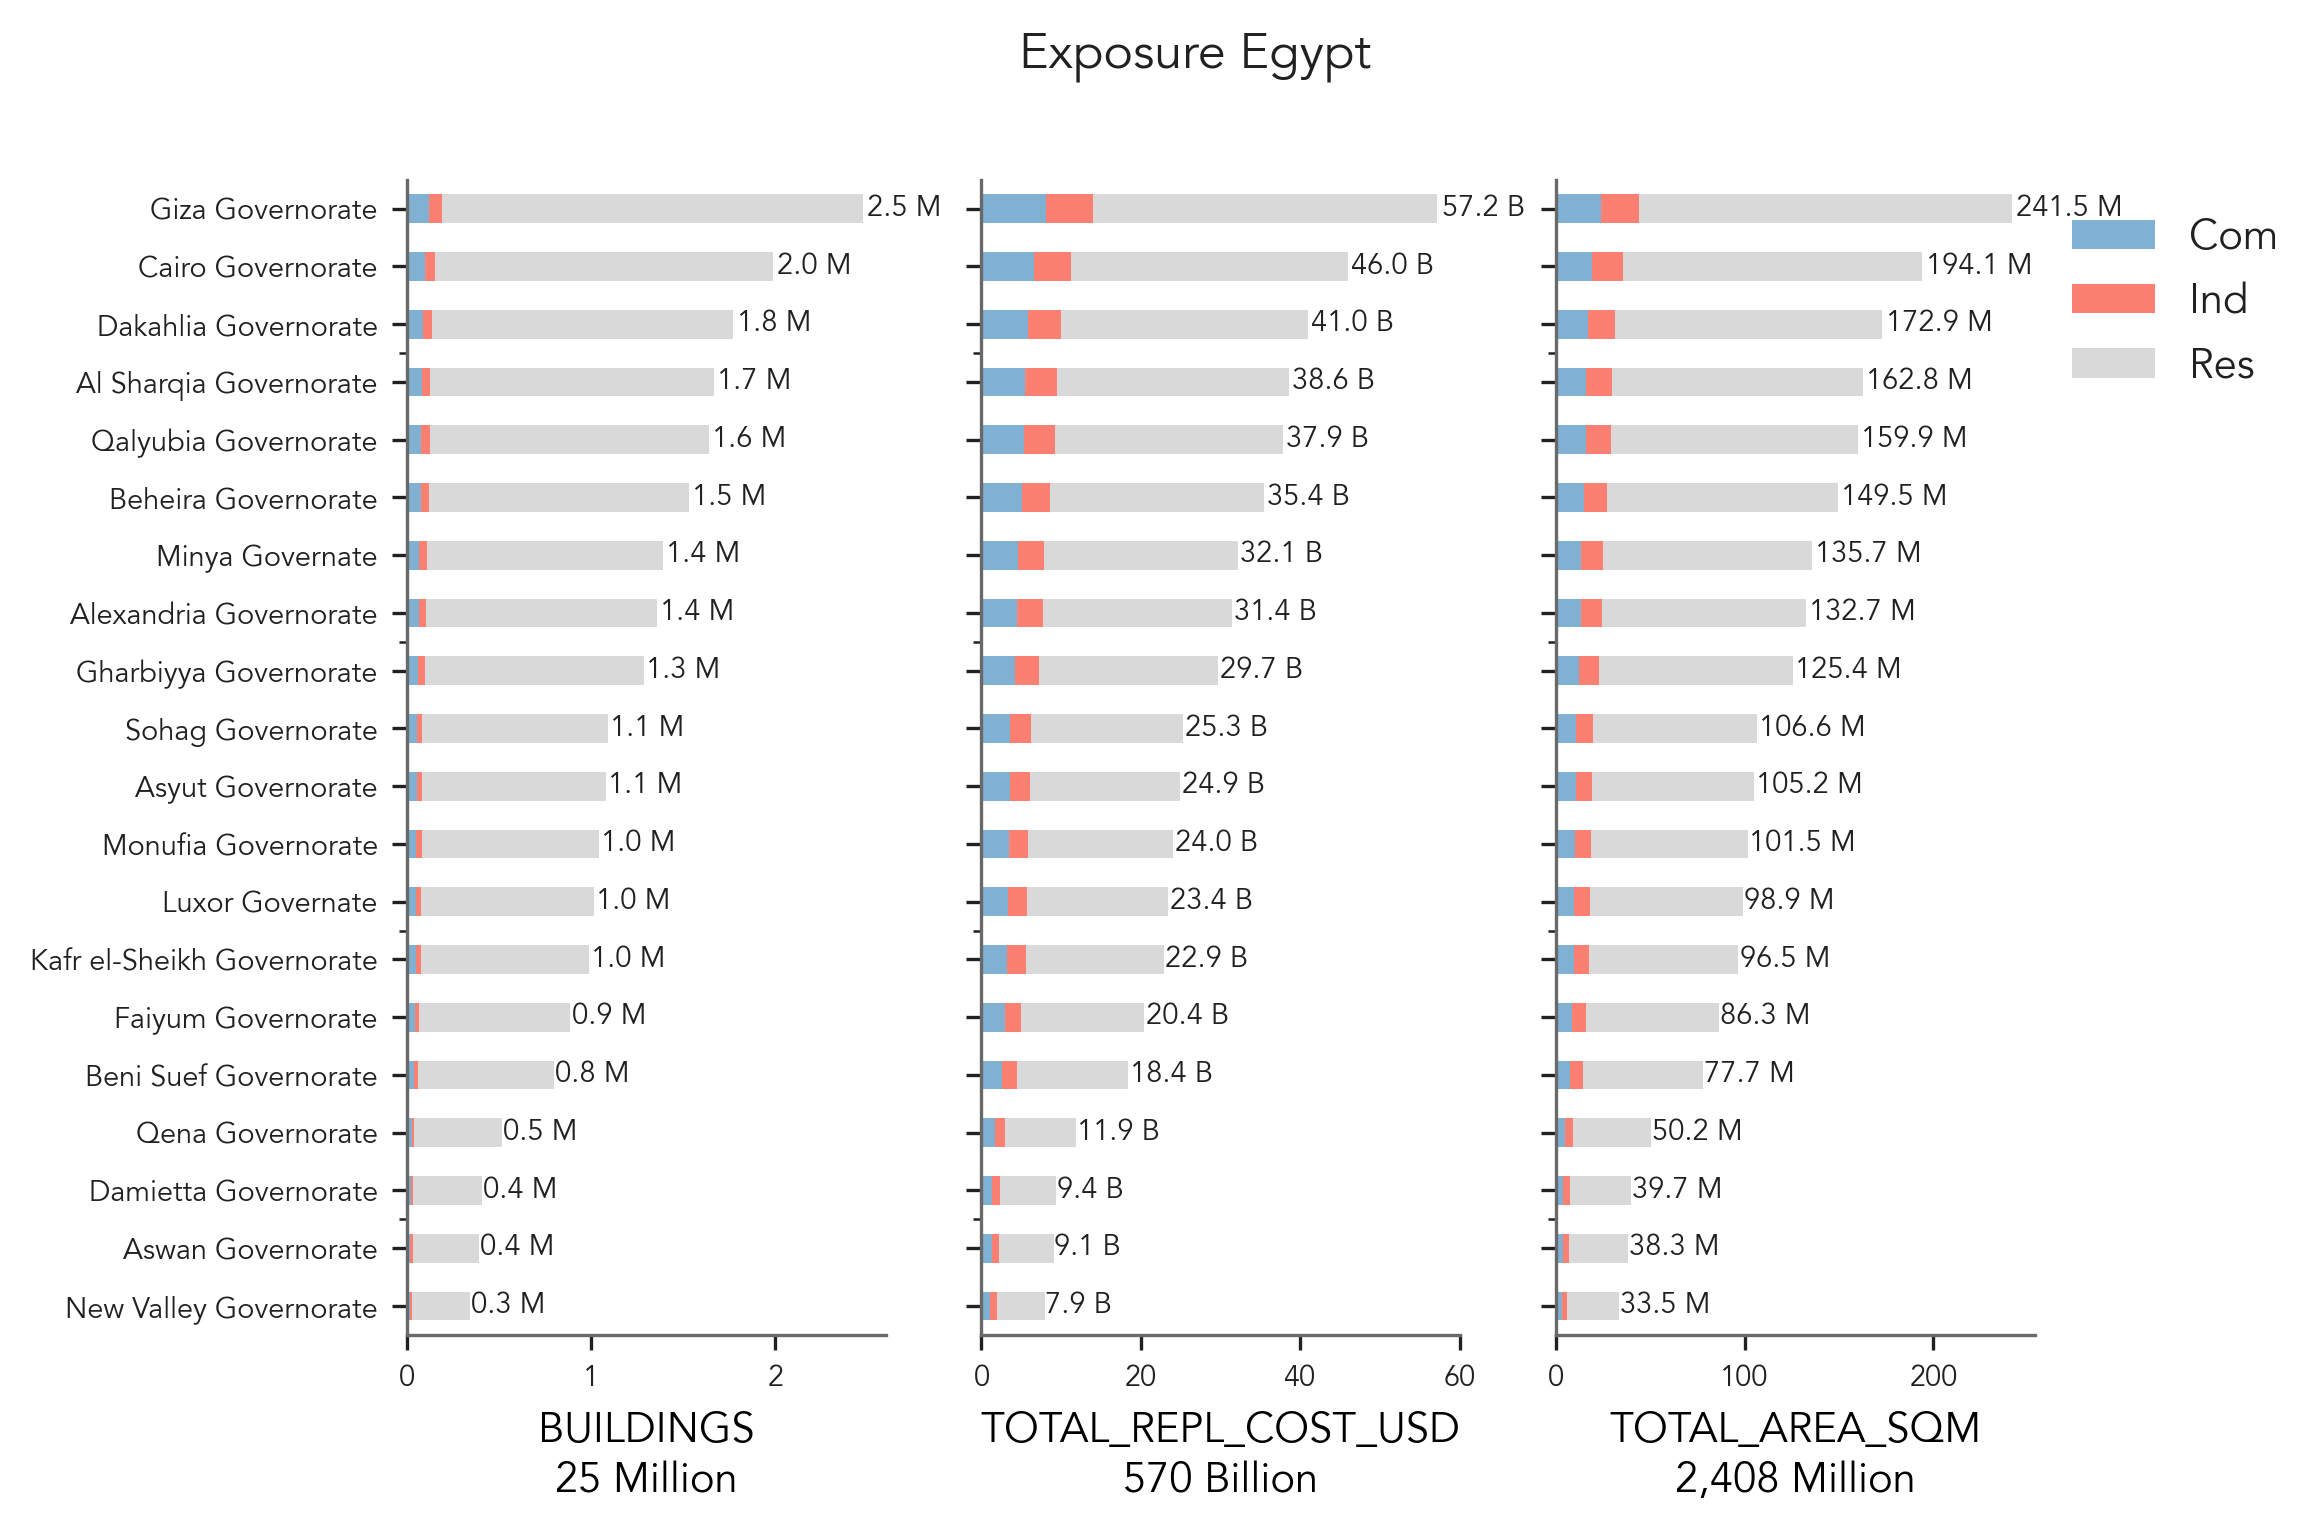 Exposure Egypt
Giza Governorate 2.5 M 57.2 B 241.5 M
Cairo Governorate 2.0 M 46.0 B 194.1 M
Dakahlia Governorate 1.8 M 41.0 B 172.9 M
Al Sharqia Governorate 1.7 M 38.6 B 162.8 M
Qalyubia Governorate 1.6 M 37.9 B 159.9 M
Beheira Governorate 1.5 M 35.4 B 149.5 M
Minya Governate 1.4 M 32.1 B 135.7 M
Alexandria Governorate 1.4 M 31.4 B 132.7 M
Gharbiyya Governorate 1.3 M 29.7 B 125.4 M
Sohag Governorate 1.1 M 25.3 B 106.6 M
Asyut Governorate 1.1 M 24.9 B 105.2 M
Monufia Governorate 1.0 M 24.0 B 101.5 M
Luxor Governate 1.0 M 23.4 B 98.9 M
Kafr el-Sheikh Governorate 1.0 M 22.9 B 96.5 M
Faiyum Governorate 0.9 M 20.4 B 86.3 M
Beni Suef Governorate 0.8 M 18.4 B 77.7 M
Qena Governorate 0.5 M 11.9 B 50.2 M
Damietta Governorate 0.4 M 9.4 B 39.7 M
Aswan Governorate 0.4 M 9.1 B 38.3 M
New Valley Governorate 0.3 M 7.9 B 33.5 M
0 1 2 0 20 40 60 0 100 200
BUILDINGS
25 Million
TOTAL_REPL_COST_USD
570 Billion
TOTAL_AREA_SQM
2,408 Million
Com
Ind
Res